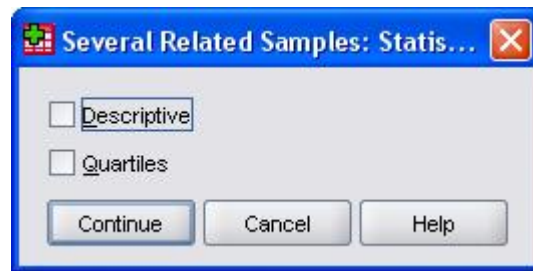 Several Related Samples: Statis...
Descriptive
Quartiles
Continue Cancel Help